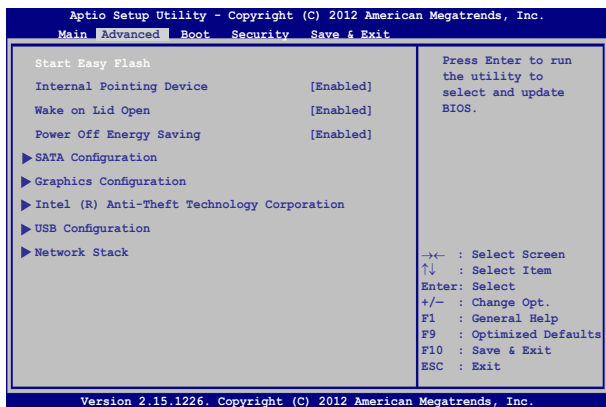 Aptio Setup Utility - Copyright (C) 2012 American Megatrends, Inc.
Main Advanced Boot Security Save & Exit
Start Easy Flash
Internal Pointing Device [Enabled]
Wake on Lid Open [Enabled]
Power Off Energy Saving [Enabled]
SATA Configuration
Graphics Configuration
Intel (R) Anti-Theft Technology Corporation
USB Configuration
Network Stack
Press Enter to run
the utility to
select and update
BIOS.
→← : Select Screen
↑↓ : Select Item
Enter: Select
+/— : Change Opt.
F1 : General Help
F9 : Optimized Defaults
F10 : Save & Exit
ESC : Exit
Version 2.15.1226. Copyright (C) 2012 American Megatrends, Inc.